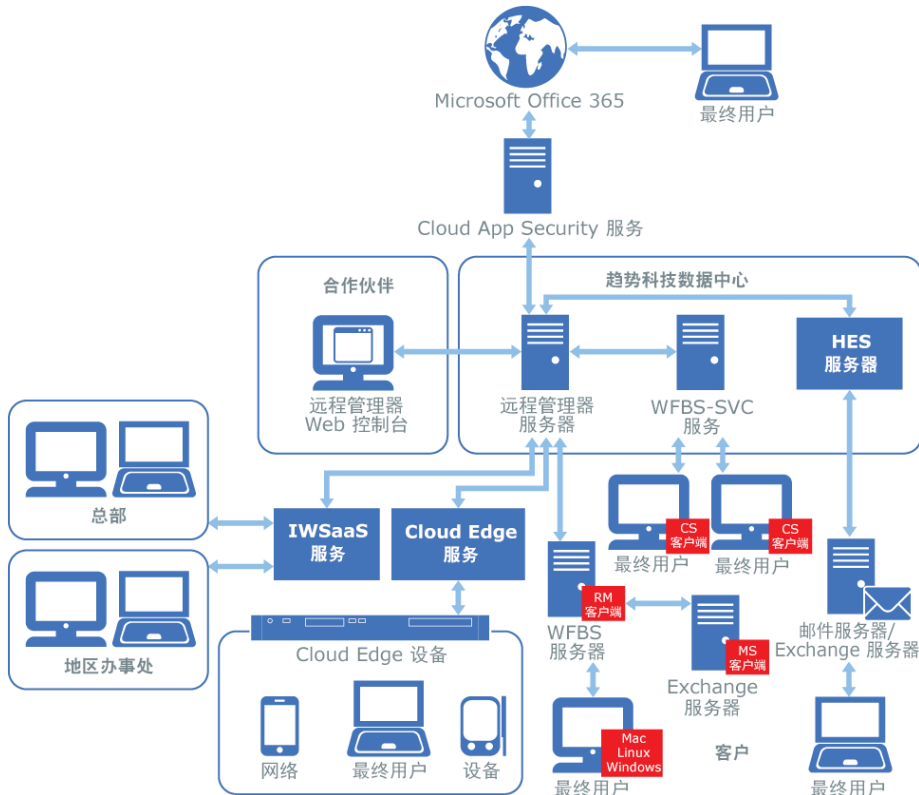 Microsoft Office 365
最终用户
Cloud App Security 服务
合作伙伴
趋势科技数据中心
HES
服务器
远程管理器
Web 控制台
远程管理器
服务器
WFBS-SVC
服务
总部
IWSaaS
服务
Cloud Edge
服务
CS
客户端
最终用户
CS
客户端
最终用户
地区办事处
RM
客户端
WFBS
服务器
MS
客户端
Exchange
服务器
邮件服务器/
Exchange 服务器
Cloud Edge 设备
网络
最终用户
设备
Mac
Linux
Windows
最终用户
客户
最终用户